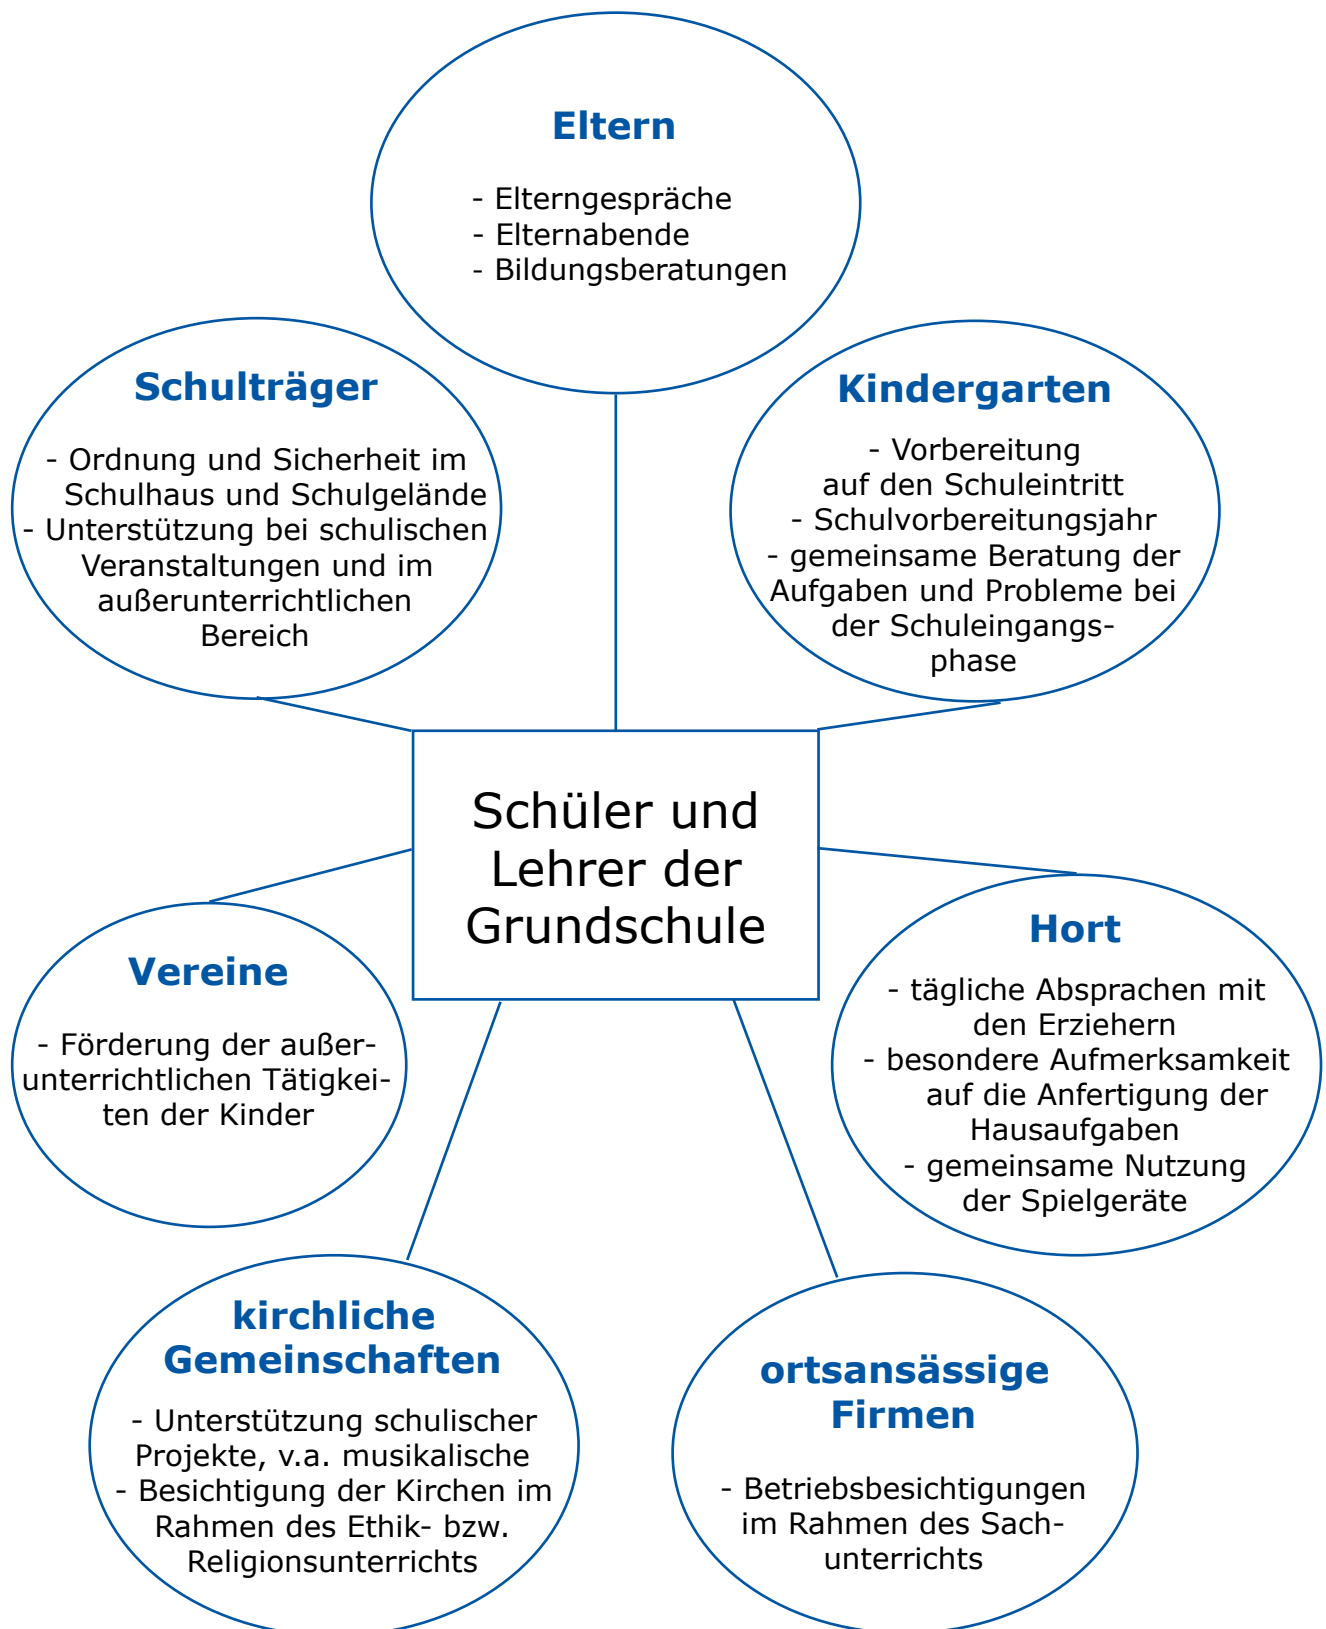 Eltern
- Elterngespräche
- Elternabende
- Bildungsberatungen
Schulträger
- Ordnung und Sicherheit im
Schulhaus und Schulgelände
- Unterstützung bei schulischen
Veranstaltungen und im
außerunterrichtlichen
Bereich
Kindergarten
- Vorbereitung
auf den Schuleintritt
- Schulvorbereitungsjahr
- gemeinsame Beratung der
Aufgaben und Probleme bei
der Schuleingangs-
phase
Schüler und
Lehrer der
Grundschule
Vereine
- Förderung der außer-
unterrichtlichen Tätigkei-
ten der Kinder
Hort
- tägliche Absprachen mit
den Erziehern
- besondere Aufmerksamkeit
auf die Anfertigung der
Hausaufgaben
- gemeinsame Nutzung
der Spielgeräte
kirchliche
Gemeinschaften
- Unterstützung schulischer
Projekte, v.a. musikalische
- Besichtigung der Kirchen im
Rahmen des Ethik- bzw.
Religionsunterrichts
ortsansässige
Firmen
- Betriebsbesichtigungen
im Rahmen des Sach-
unterrichts